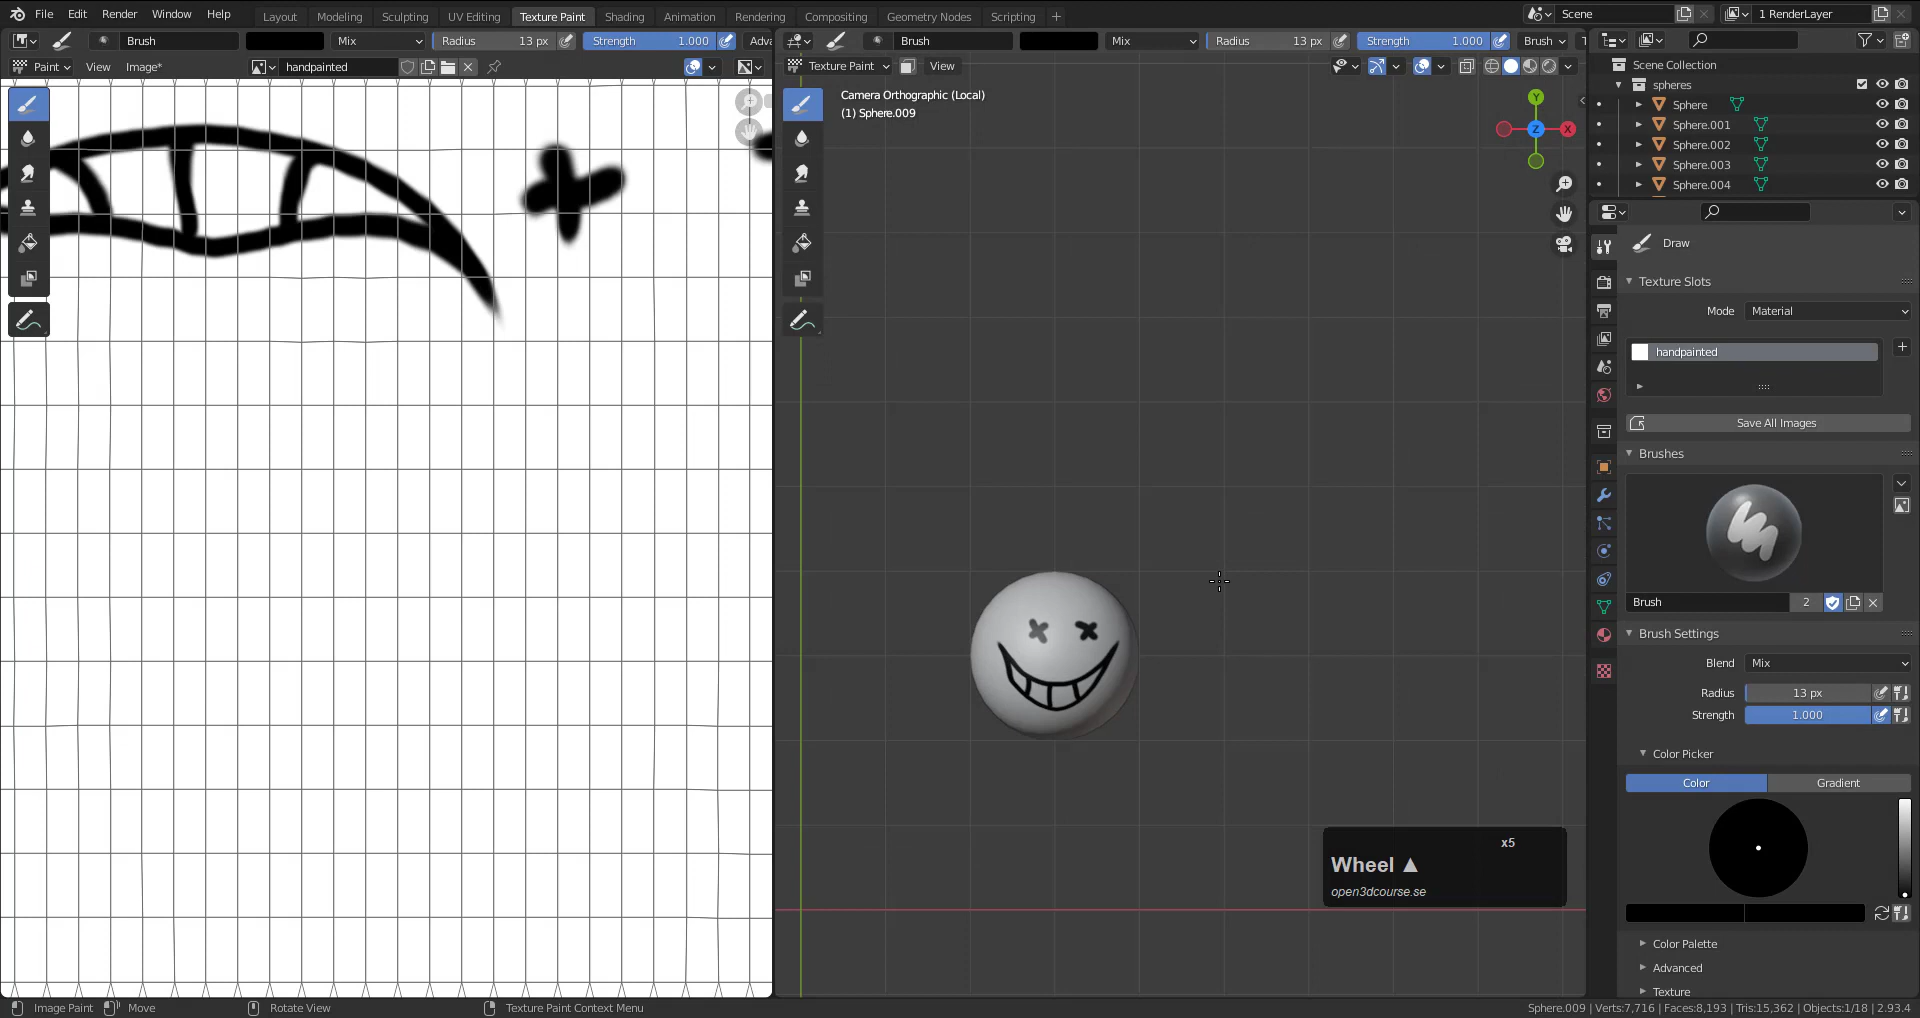 File Edit Render Window Help Layout Modeling Sculpting UV Editing Texture Paint Shading Animation Rendering Compositing Geometry Nodes Scripting + Scene 1 RenderLayer
Brush Mix Radius 13 px Strength 1.000 Adva Brush Mix Radius 13 px Strength 1.000 Brush
Paint View Image* handpainted Texture Paint View
Camera Orthographic (Local)
(1) Sphere.009
Y
Z
X
Scene Collection
spheres
Sphere
Sphere.001
Sphere.002
Sphere.003
Sphere.004
Draw
Texture Slots
Mode Material
handpainted
Save All Images
Brushes
Brush 2
Brush Settings
Blend Mix
Radius 13 px
Strength 1.000
Color Picker
Color Gradient
Color Palette
Advanced
Texture
x5
Wheel ▲
open3dcourse.se
Image Paint Move Rotate View Texture Paint Context Menu Sphere.009 | Verts:7,716 | Faces:8,193 | Tris:15,362 | Objects:1/18 | 2.93.4